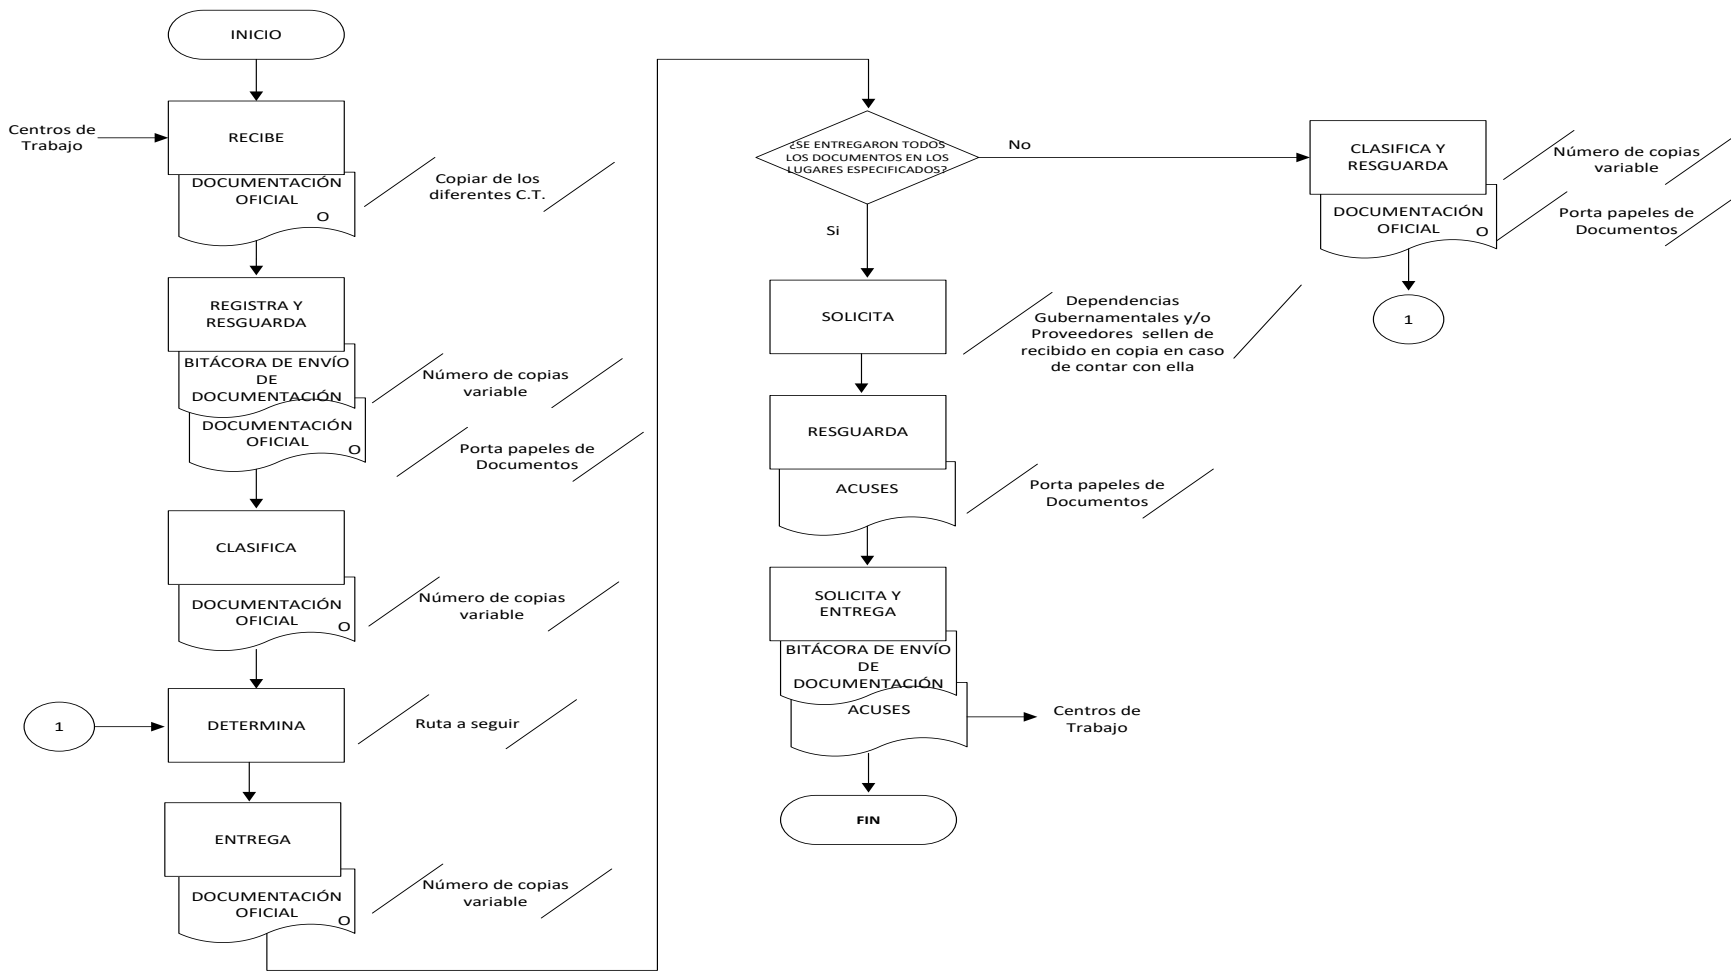 INICIO
Centros de
Trabajo
RECIBE
DOCUMENTACIÓN
OFICIAL
O
Copiar de los
diferentes C.T.
REGISTRA Y
RESGUARDA
BITÁCORA DE ENVÍO
DE
DOCUMENTACIÓN
DOCUMENTACIÓN
OFICIAL
O
Número de copias
variable
Porta papeles de
Documentos
CLASIFICA
DOCUMENTACIÓN
OFICIAL
O
Número de copias
variable
1
DETERMINA
Ruta a seguir
ENTREGA
DOCUMENTACIÓN
OFICIAL
O
Número de copias
variable
¿SE ENTREGARON TODOS
LOS DOCUMENTOS EN LOS
LUGARES ESPECIFICADOS?
No
Si
SOLICITA
Dependencias
Gubernamentales y/o
Proveedores sellen de
recibido en copia en caso
de contar con ella
RESGUARDA
ACUSES
Porta papeles de
Documentos
SOLICITA Y
ENTREGA
BITÁCORA DE ENVÍO
DE
DOCUMENTACIÓN
ACUSES
Centros de
Trabajo
FIN
CLASIFICA Y
RESGUARDA
DOCUMENTACIÓN
OFICIAL
O
Número de copias
variable
Porta papeles de
Documentos
1